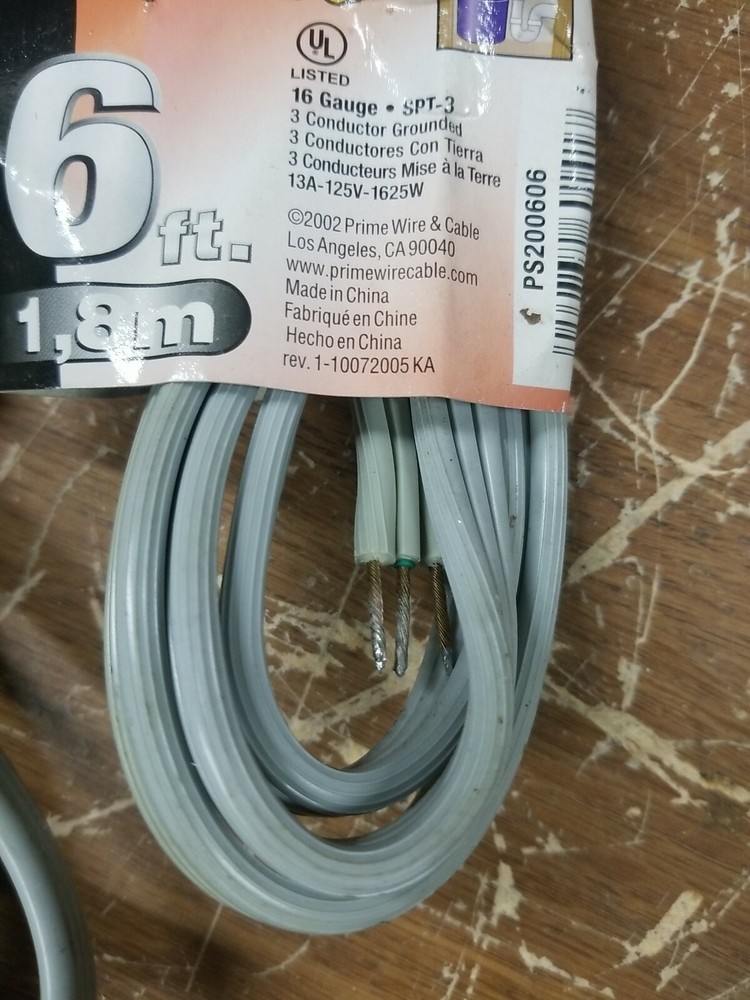 UL
LISTED
16 Gauge • SPT-3
3 Conductor Grounded
3 Conductores Con Tierra
3 Conducteurs Mise à la Terre
13A-125V-1625W
6 ft.
1,8 m
©2002 Prime Wire & Cable
Los Angeles, CA 90040
www.primewirecable.com
Made in China
Fabriqué en Chine
Hecho en China
rev. 1-10072005 KA
PS200606